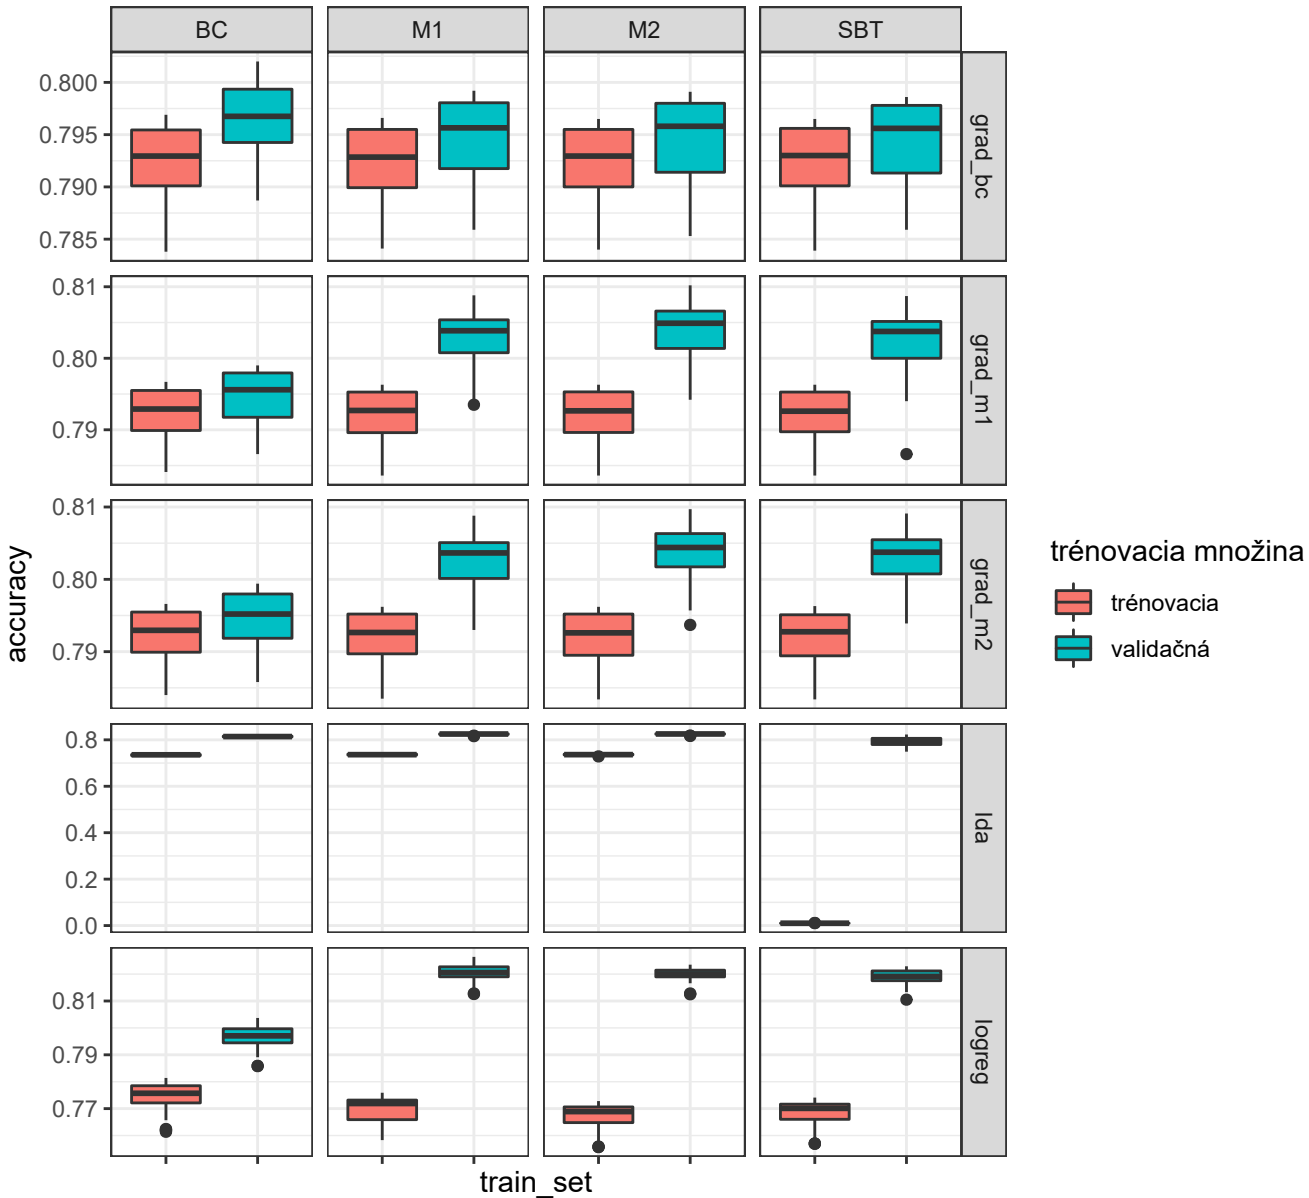 BC M1 M2 SBT
0.800
0.795
0.790
0.785
grad_bc
0.81
0.80
0.79
grad_m1
0.81
0.80
0.79
grad_m2
0.8
0.6
0.4
0.2
0.0
lda
0.81
0.79
0.77
logreg
accuracy
train_set
trénovacia množina
trénovacia
validačná